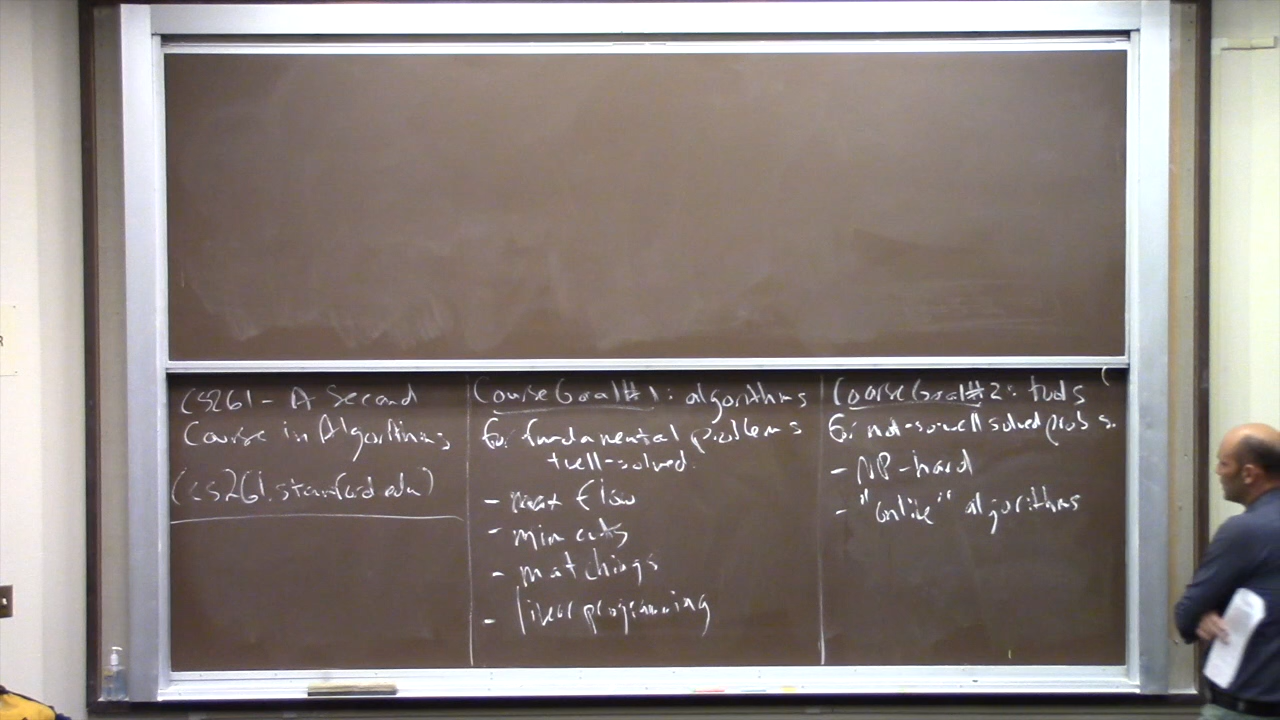 CS261 - A Second
Course in Algorithms
(cs261.stanford.edu)
Course Goal #1: algorithms
for fundamental problems
+well-solved.
- max flow
- min cuts
- matchings
- linear programming
Course Goal #2: tools
for not-so-well solved probs.
- NP-hard
- "online" algorithms
R